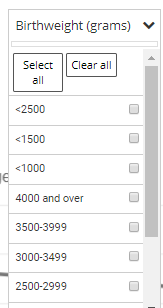 Birthweight (grams)
Select all
Clear all
<2500
<1500
<1000
4000 and over
3500-3999
3000-3499
2500-2999